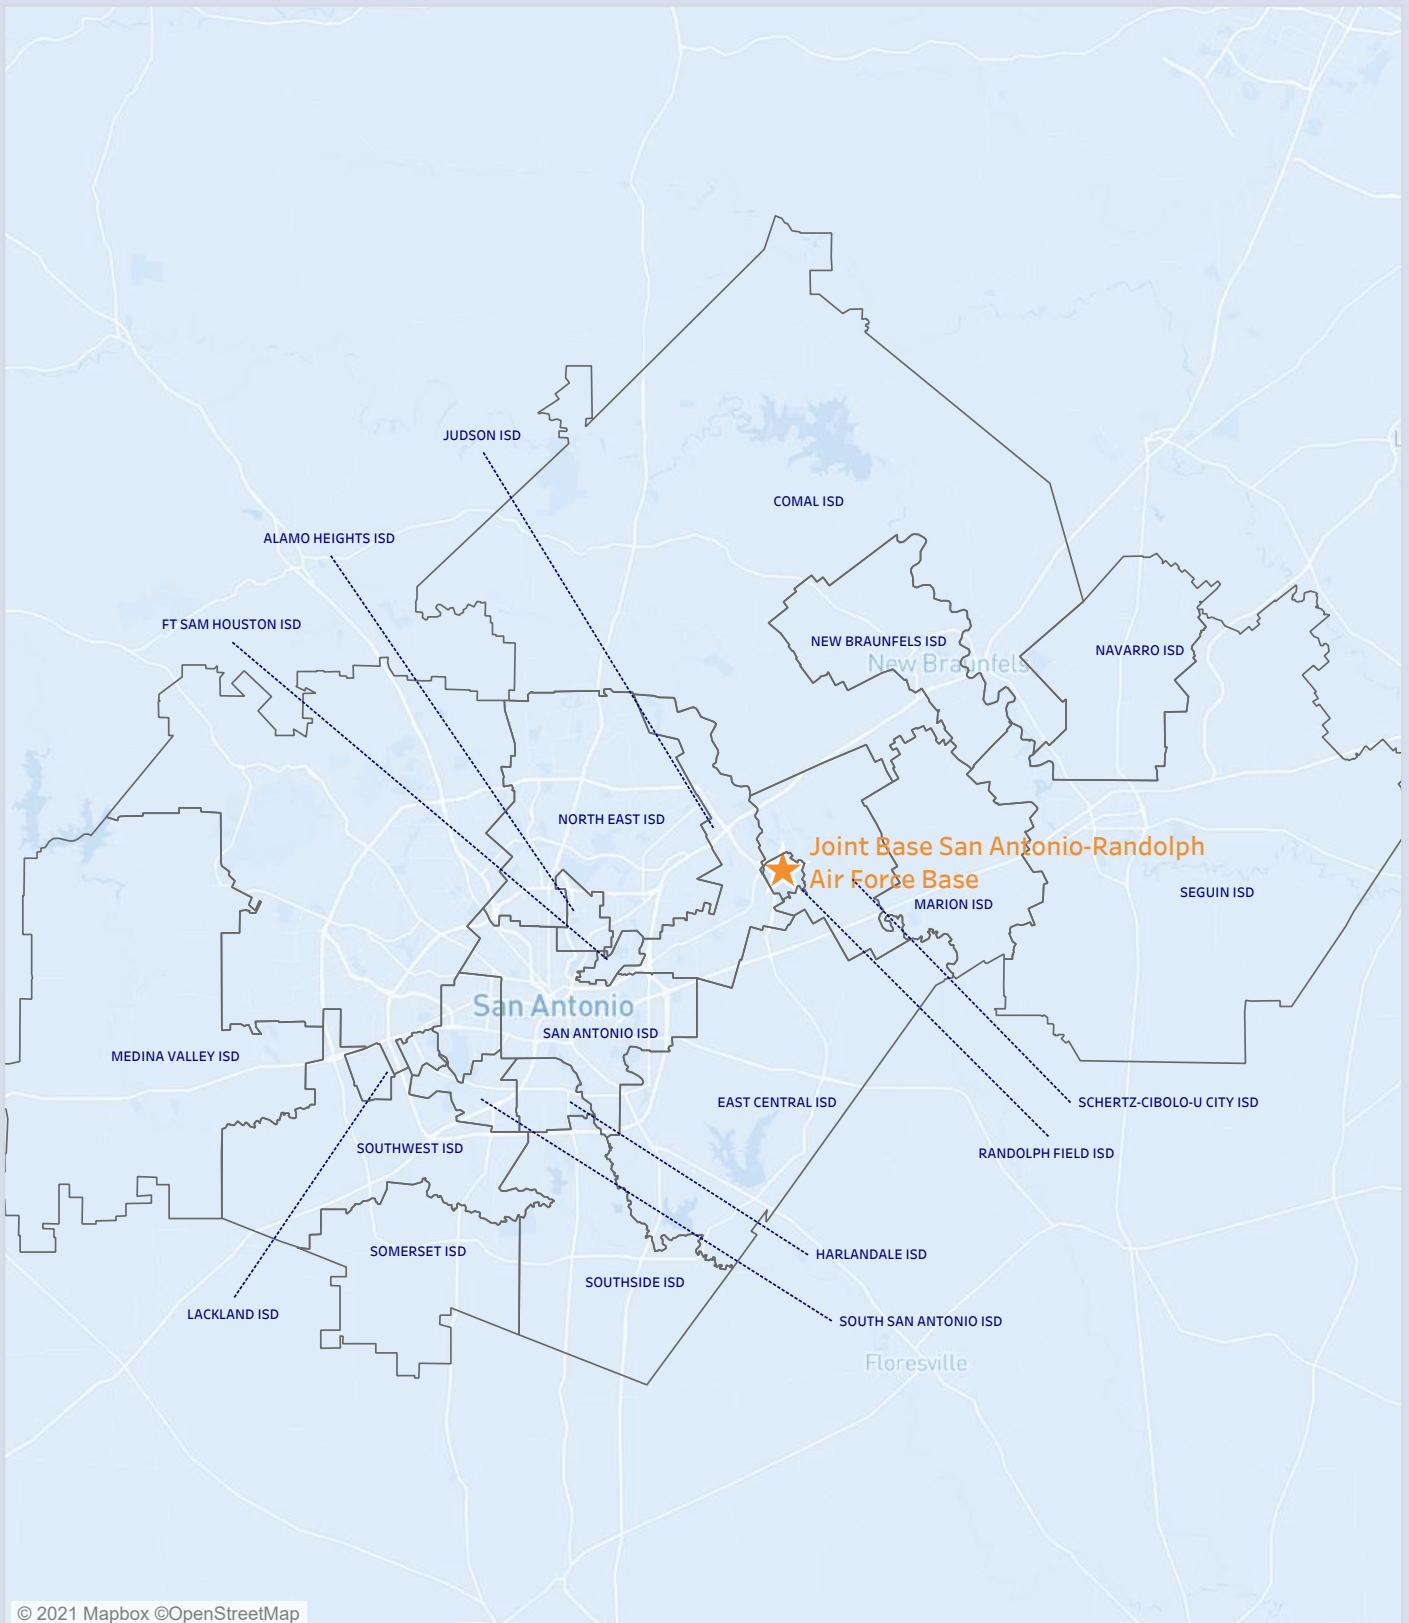 JUDSON ISD
COMAL ISD
ALAMO HEIGHTS ISD
FT SAM HOUSTON ISD
NEW BRAUNFELS ISD
New Braunfels
NAVARRO ISD
NORTH EAST ISD
Joint Base San Antonio-Randolph
Air Force Base
SEGUIN ISD
MARION ISD
San Antonio
SAN ANTONIO ISD
MEDINA VALLEY ISD
EAST CENTRAL ISD
SCHERTZ-CIBOLO-U CITY ISD
SOUTHWEST ISD
RANDOLPH FIELD ISD
SOMERSET ISD
HARLANDALE ISD
SOUTHSIDE ISD
LACKLAND ISD
SOUTH SAN ANTONIO ISD
Floresville
© 2021 Mapbox ©OpenStreetMap